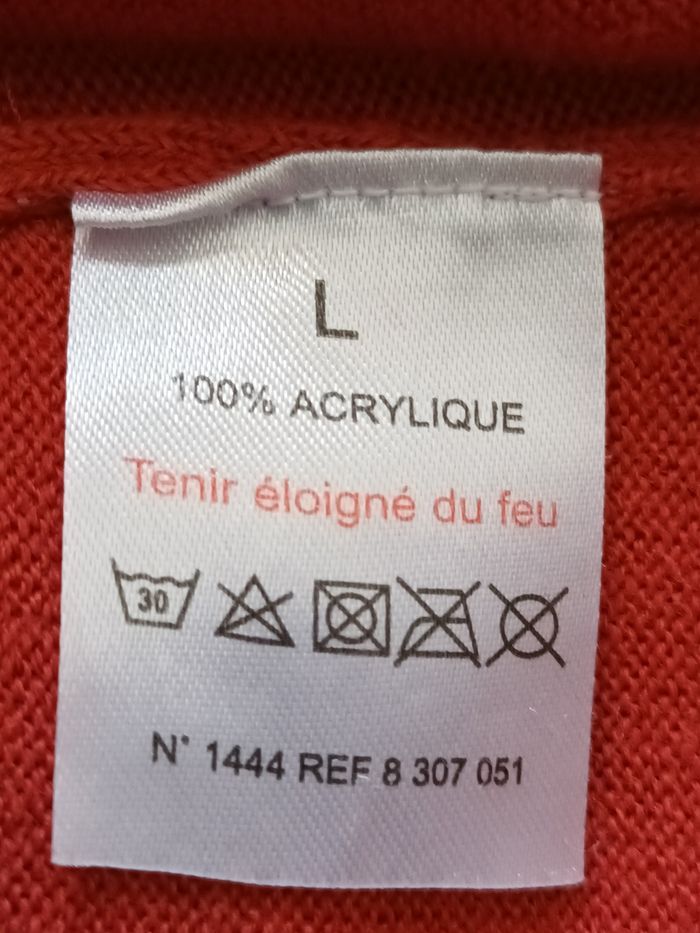 L
100% ACRYLIQUE
Tenir éloigné du feu
30
N° 1444 REF 8 307 051